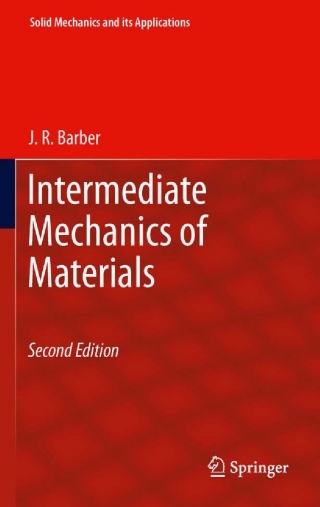 Solid Mechanics and its Applications
J. R. Barber
Intermediate
Mechanics of
Materials
Second Edition
Springer